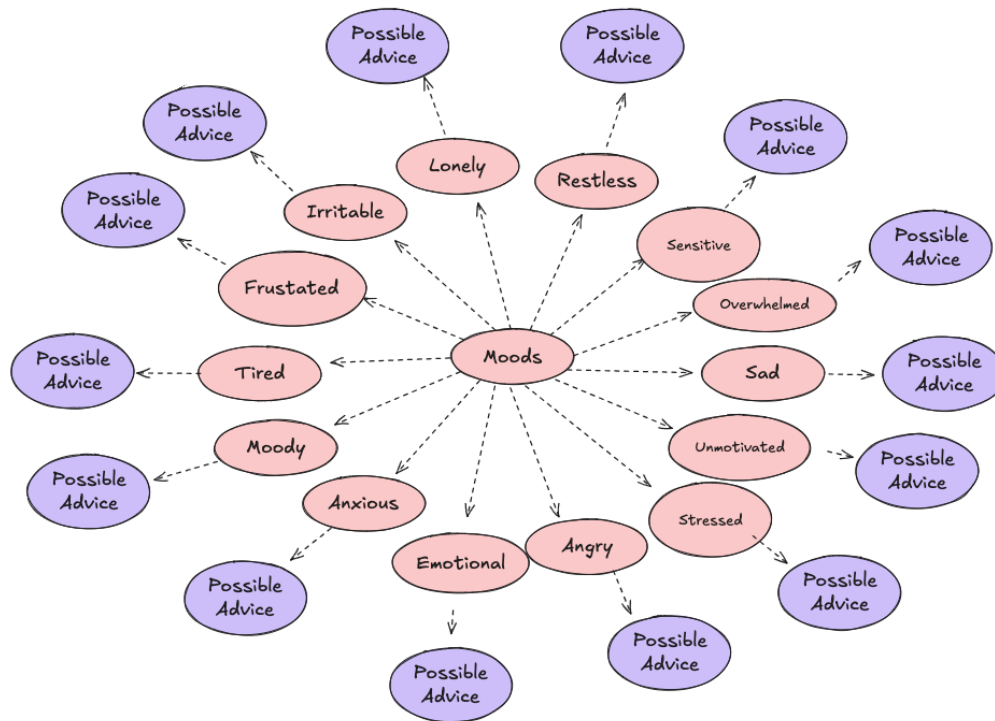 Possible
Advice
Possible
Advice
Possible
Advice
Possible
Advice
Lonely
Restless
Possible
Advice
Irritable
Sensitive
Possible
Advice
Frustated
Overwhelmed
Moods
Possible
Advice
Tired
Sad
Possible
Advice
Moody
Unmotivated
Possible
Advice
Possible
Advice
Anxious
Stressed
Emotional
Angry
Possible
Advice
Possible
Advice
Possible
Advice
Possible
Advice